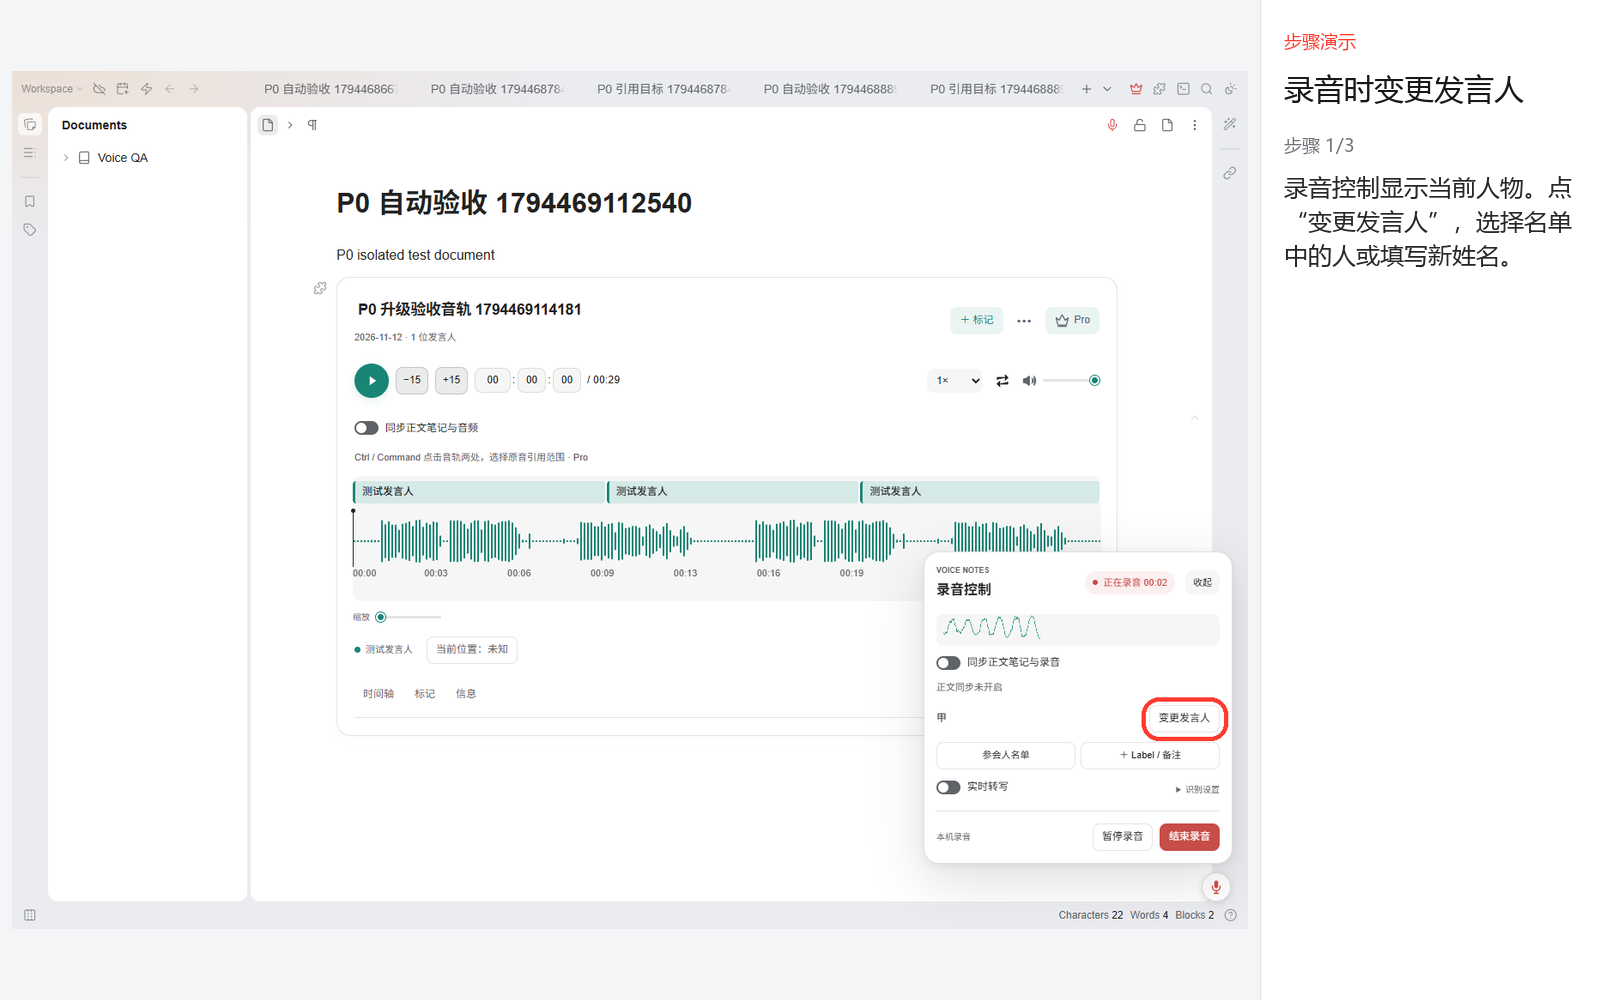 Workspace
P0 自动验收 1794468667
P0 自动验收 179446878
P0 引用目标 179446878
P0 自动验收 179446888
P0 引用目标 179446888
Documents
Voice QA
P0 自动验收 1794469112540
P0 isolated test document
P0 升级验收音轨 1794469114181
2026-11-12 · 1 位发言人
+ 标记
Pro
−15
+15
00 : 00 : 00 / 00:29
1×
同步正文笔记与音频
Ctrl / Command 点击音轨两处，选择原音引用范围 · Pro
测试发言人
测试发言人
测试发言人
00:00 00:03 00:06 00:09 00:13 00:16 00:19
缩放
测试发言人
当前位置：未知
时间轴 标记 信息
VOICE NOTES
录音控制
正在录音 00:02
收起
同步正文笔记与录音
正文同步未开启
甲
变更发言人
参会人名单
+ Label / 备注
实时转写
识别设置
本机录音
暂停录音
结束录音
Characters 22 Words 4 Blocks 2
步骤演示
录音时变更发言人
步骤 1/3
录音控制显示当前人物。点
“变更发言人”，选择名单
中的人或填写新姓名。